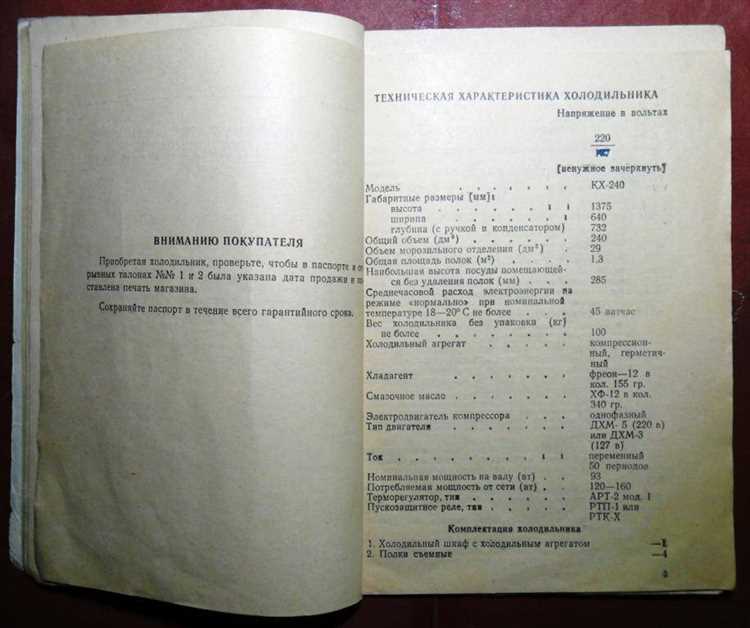 ВНИМАНИЮ ПОКУПАТЕЛЯ
Приобретая холодильник, проверьте, чтобы в паспорте и от
рывных талонах №№ 1 и 2 была указана дата продажи и по
ставлена печать магазина.
Сохраняйте паспорт в течение всего гарантийного срока.
ТЕХНИЧЕСКАЯ ХАРАКТЕРИСТИКА ХОЛОДИЛЬНИКА
Напряжение в вольтах
220
[ненужное зачеркнуть]
Модель . . . . . . КХ-240
Габаритные размеры [мм]:
высота . . . . . . 1375
ширина . . . . . . 640
глубина (с ручкой и конденсатором) 732
Общий объем (дм³) . . . . . 240
Объем морозильного отделения (дм³) . 29
Общая площадь полок (м²) . . . 1,3
Наибольшая высота посуды помещающей-
ся без удаления полок (мм) . . . 285
Среднечасовой расход электроэнергии на
режиме «нормально» при номинальной
температуре 18—20° С не более . . . 45 ватчас
Вес холодильника без упаковки (кг)
не более . . . . . . . 100
Холодильный агрегат . . . . . компрессион-
ный, герметич-
ный
Хладагент . . . . . . фреон—12 в
кол. 155 гр.
Смазочное масло . . . . . ХФ-12 в кол.
340 гр.
Электродвигатель компрессора . . . однофазный
Тип двигателя . . . . . . ДХМ-5 (220 в)
или ДХМ-3
(127 в)
Ток . . . . . . переменный
50 периодов
Номинальная мощность на валу (вт) . . 93
Потребляемая мощность от сети (вт) . . 120—160
Терморегулятор, тип . . . . . АРТ-2 мод. 1
Пускозащитное реле, тип . . . . РТП-1 или
РТК-Х
Комплектация холодильника
1. Холодильный шкаф с холодильным агрегатом —1
2. Полки съемные —4